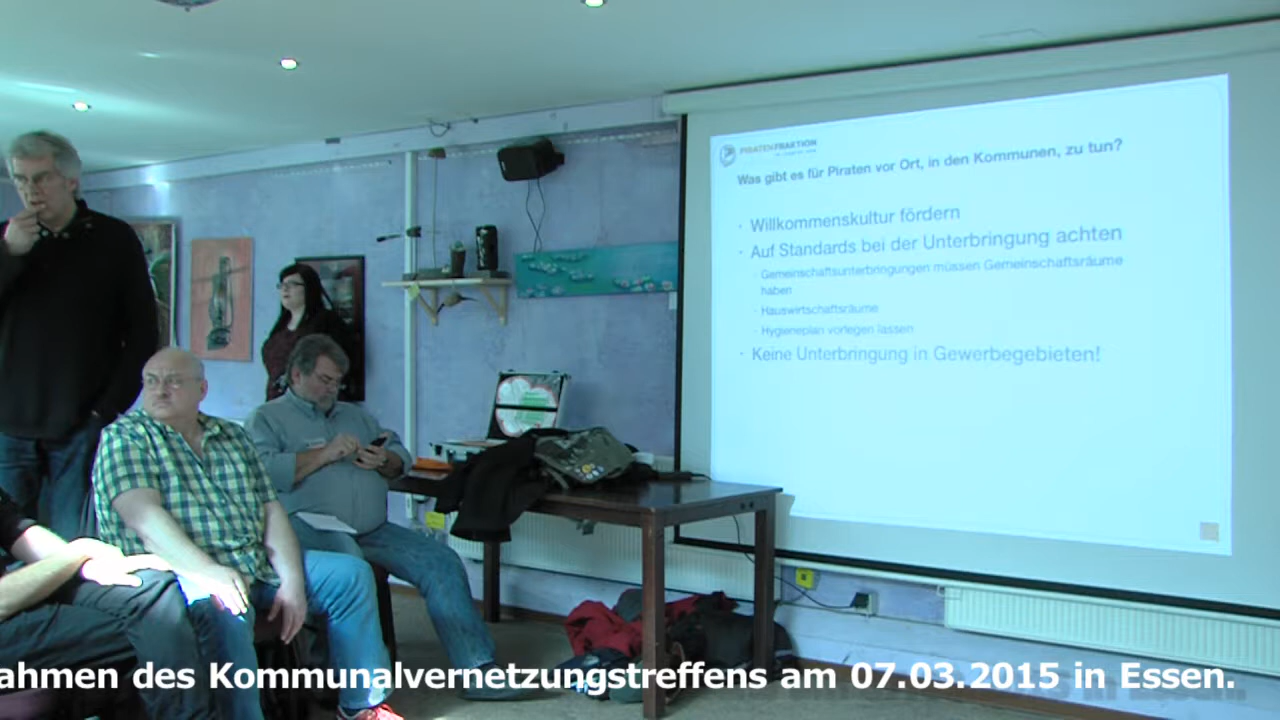 PIRATENFRAKTION
Was gibt es für Piraten vor Ort, in den Kommunen, zu tun?
· Willkommenskultur fördern
· Auf Standards bei der Unterbringung achten
· Gemeinschaftsunterbringungen müssen Gemeinschaftsräume
haben
· Hauswirtschaftsräume
· Hygieneplan vorlegen lassen
· Keine Unterbringung in Gewerbegebieten!
ahmen des Kommunalvernetzungstreffens am 07.03.2015 in Essen.